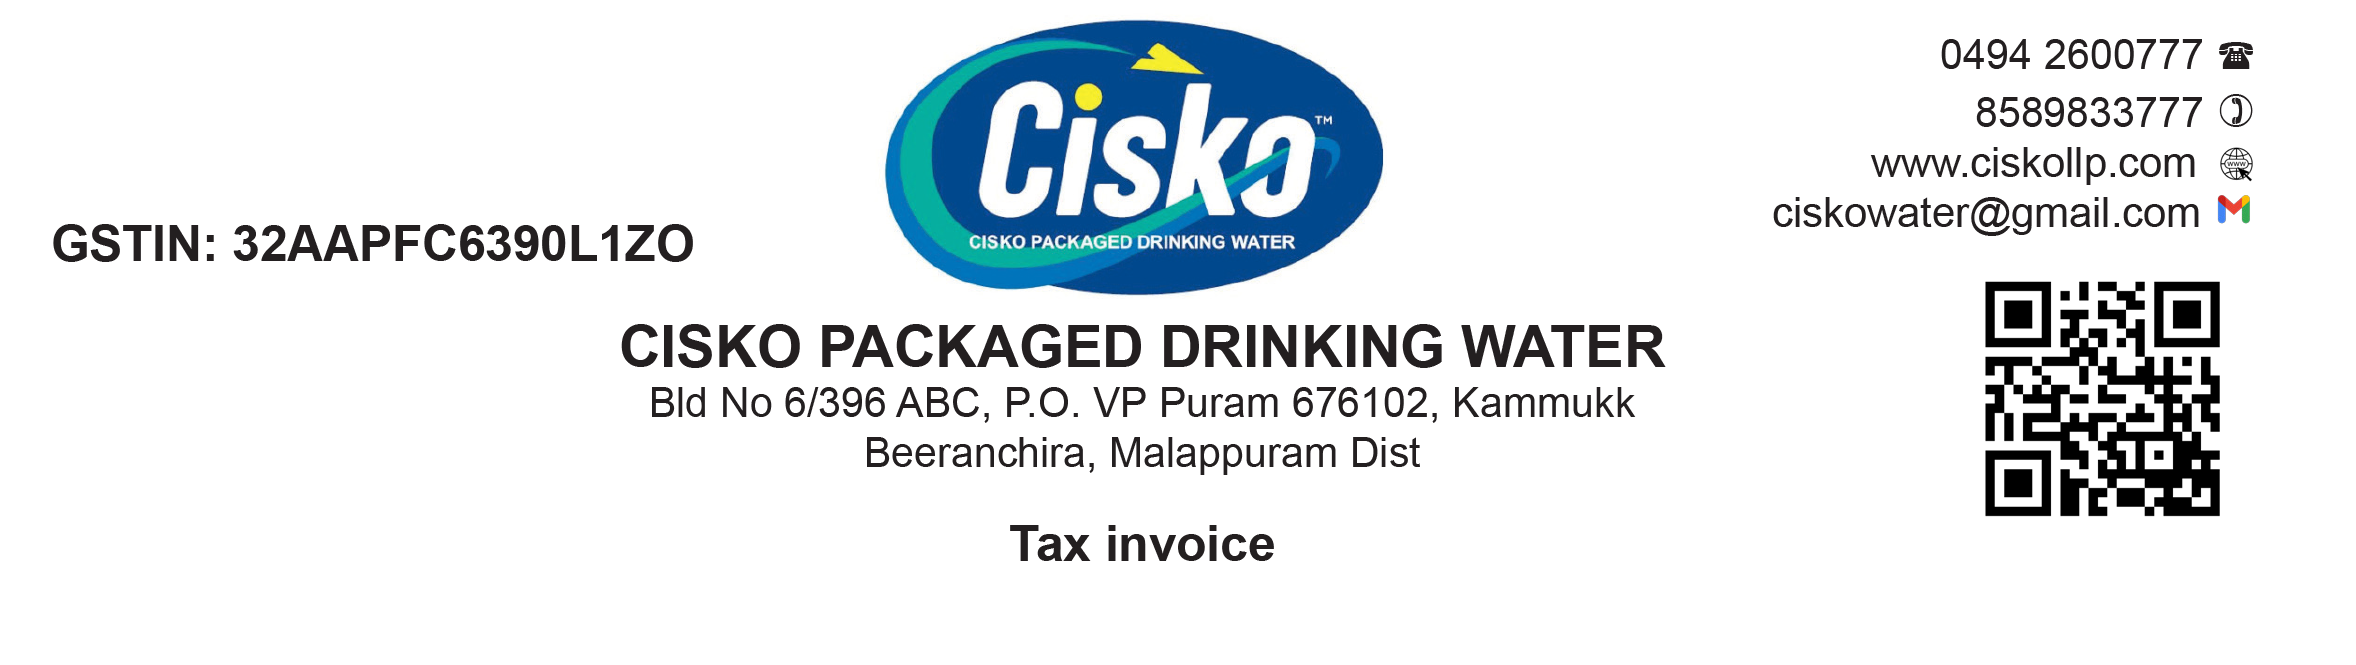 0494 2600777
8589833777
www.ciskollp.com
ciskowater@gmail.com
GSTIN: 32AAPFC6390L1ZO
Cisko™
CISKO PACKAGED DRINKING WATER
CISKO PACKAGED DRINKING WATER
Bld No 6/396 ABC, P.O. VP Puram 676102, Kammukk
Beeranchira, Malappuram Dist
Tax invoice